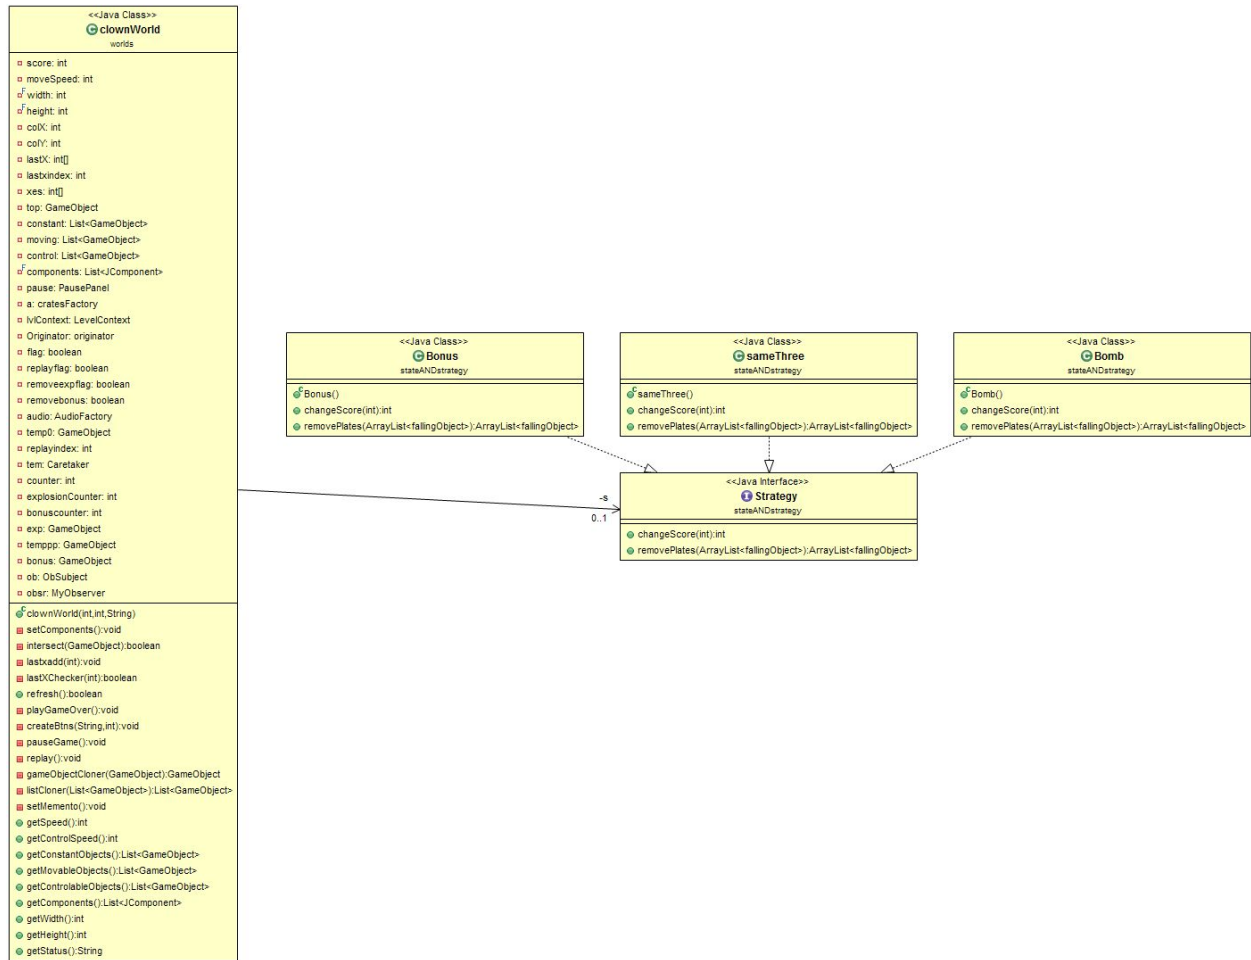 <<Java Class>>
clownWorld
worlds
score: int
moveSpeed: int
F width: int
F height: int
colX: int
colY: int
lastX: int[]
lastxindex: int
xes: int[]
top: GameObject
constant: List<GameObject>
moving: List<GameObject>
control: List<GameObject>
F components: List<JComponent>
pause: PausePanel
a: cratesFactory
lvlContext: LevelContext
Originator: originator
flag: boolean
replayflag: boolean
removeexpflag: boolean
removebonus: boolean
audio: AudioFactory
temp0: GameObject
replayindex: int
tem: Caretaker
counter: int
explosionCounter: int
bonuscounter: int
exp: GameObject
temppp: GameObject
bonus: GameObject
ob: ObSubject
obsr: MyObserver
clownWorld(int,int,String)
setComponents():void
intersect(GameObject):boolean
lastxadd(int):void
lastXChecker(int):boolean
refresh():boolean
playGameOver():void
createBtns(String,int):void
pauseGame():void
replay():void
gameObjectCloner(GameObject):GameObject
listCloner(List<GameObject>):List<GameObject>
setMemento():void
getSpeed():int
getControlSpeed():int
getConstantObjects():List<GameObject>
getMovableObjects():List<GameObject>
getControlableObjects():List<GameObject>
getComponents():List<JComponent>
getWidth():int
getHeight():int
getStatus():String
<<Java Class>>
Bonus
stateANDstrategy
Bonus()
changeScore(int):int
removePlates(ArrayList<fallingObject>):ArrayList<fallingObject>
<<Java Class>>
sameThree
stateANDstrategy
sameThree()
changeScore(int):int
removePlates(ArrayList<fallingObject>):ArrayList<fallingObject>
<<Java Class>>
Bomb
stateANDstrategy
Bomb()
changeScore(int):int
removePlates(ArrayList<fallingObject>):ArrayList<fallingObject>
-s
0..1
<<Java Interface>>
Strategy
stateANDstrategy
changeScore(int):int
removePlates(ArrayList<fallingObject>):ArrayList<fallingObject>